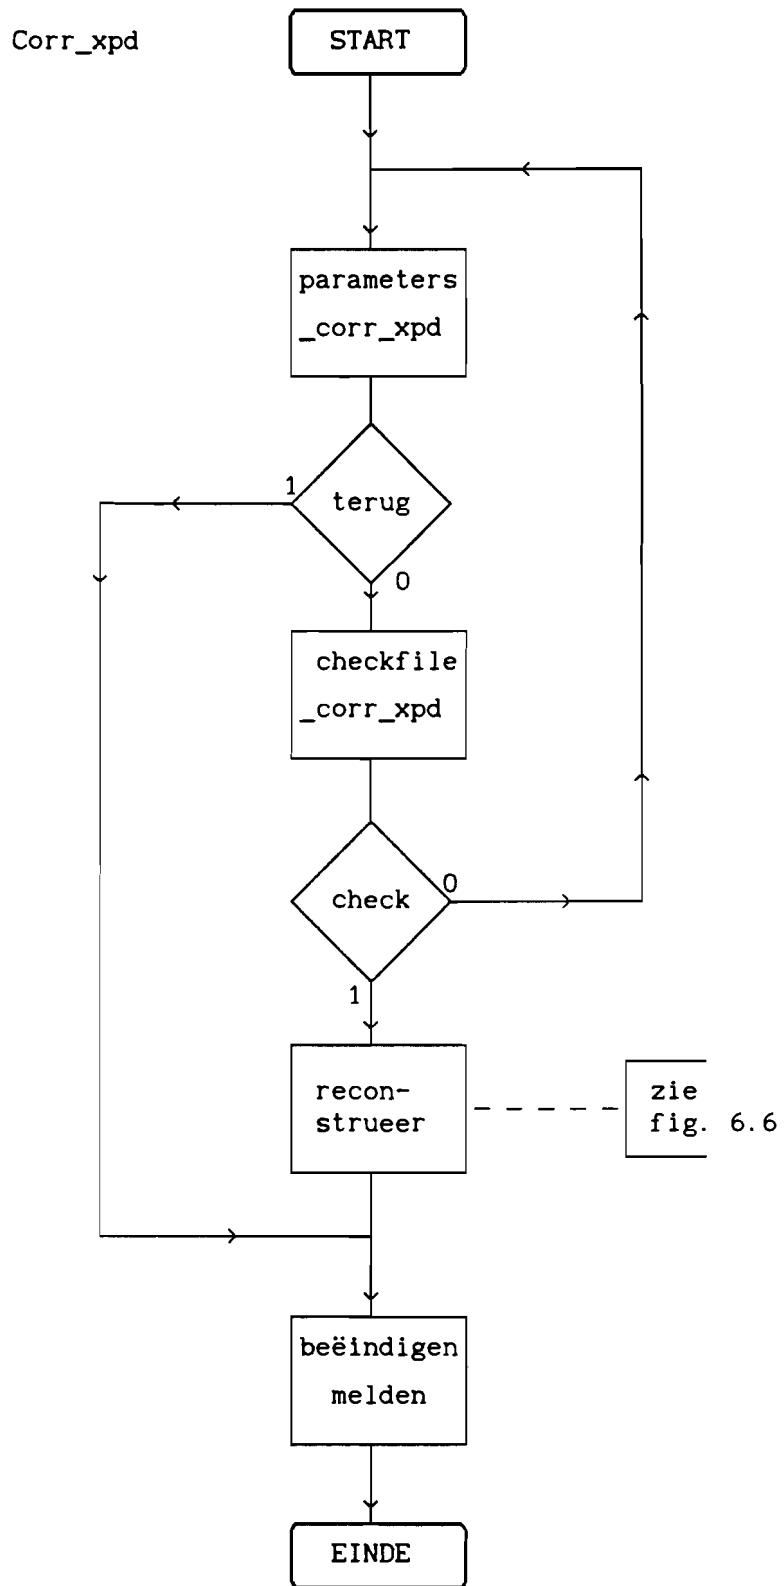 Corr_xpd
START
parameters
_corr_xpd
1
terug
0
checkfile
_corr_xpd
0
check
1
recon-
strueer
zie
fig. 6.6
beëindigen
melden
EINDE